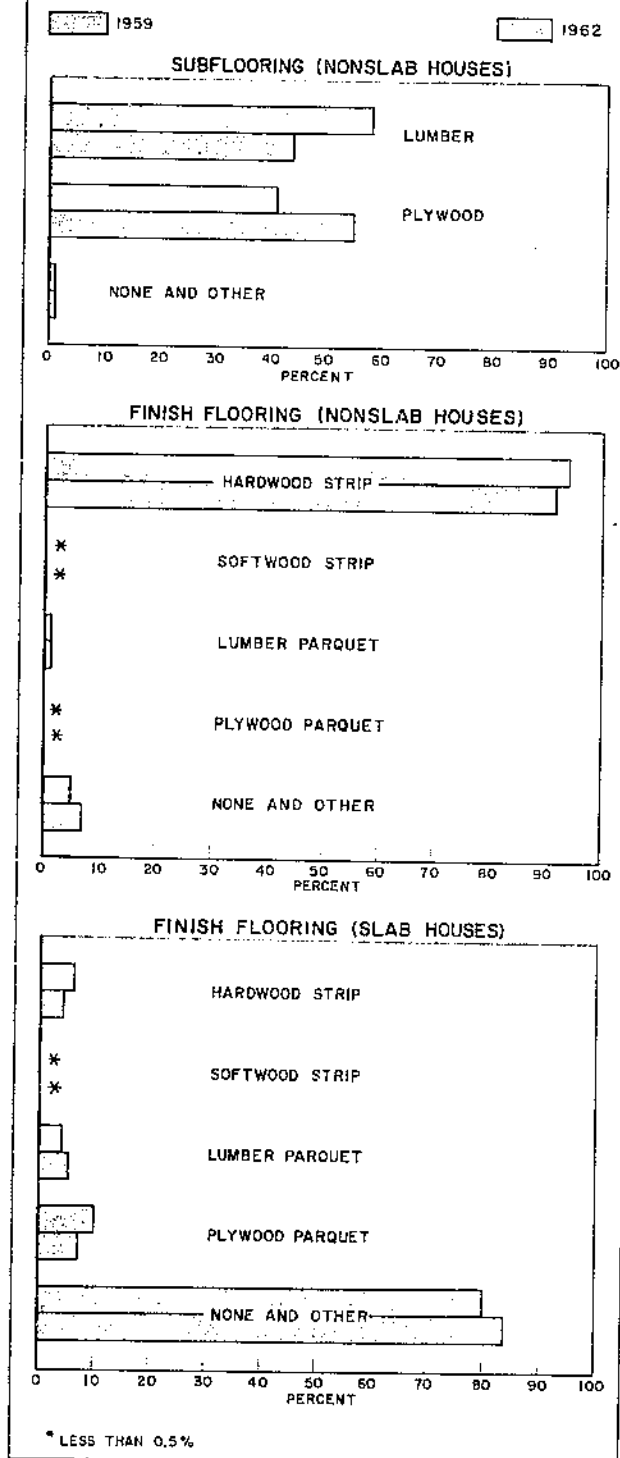 1959 1962
SUBFLOORING (NONSLAB HOUSES)
LUMBER
PLYWOOD
NONE AND OTHER
0 10 20 30 40 50 60 70 80 90 100
PERCENT
FINISH FLOORING (NONSLAB HOUSES)
HARDWOOD STRIP
* SOFTWOOD STRIP
*
LUMBER PARQUET
* PLYWOOD PARQUET
*
NONE AND OTHER
0 10 20 30 40 50 60 70 80 90 100
PERCENT
FINISH FLOORING (SLAB HOUSES)
HARDWOOD STRIP
* SOFTWOOD STRIP
*
LUMBER PARQUET
PLYWOOD PARQUET
NONE AND OTHER
0 10 20 30 40 50 60 70 80 90 100
PERCENT
* LESS THAN 0.5%